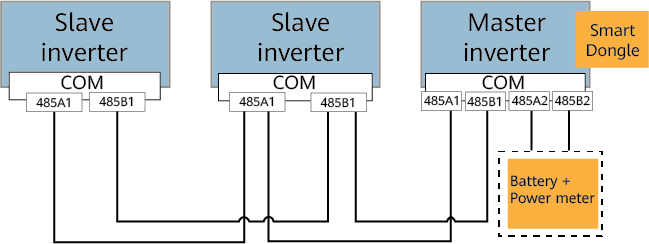 Slave
inverter
COM
485A1
485B1
Slave
inverter
COM
485A1
485B1
Master
inverter
COM
485A1
485B1
485A2
485B2
Smart
Dongle
Battery +
Power meter